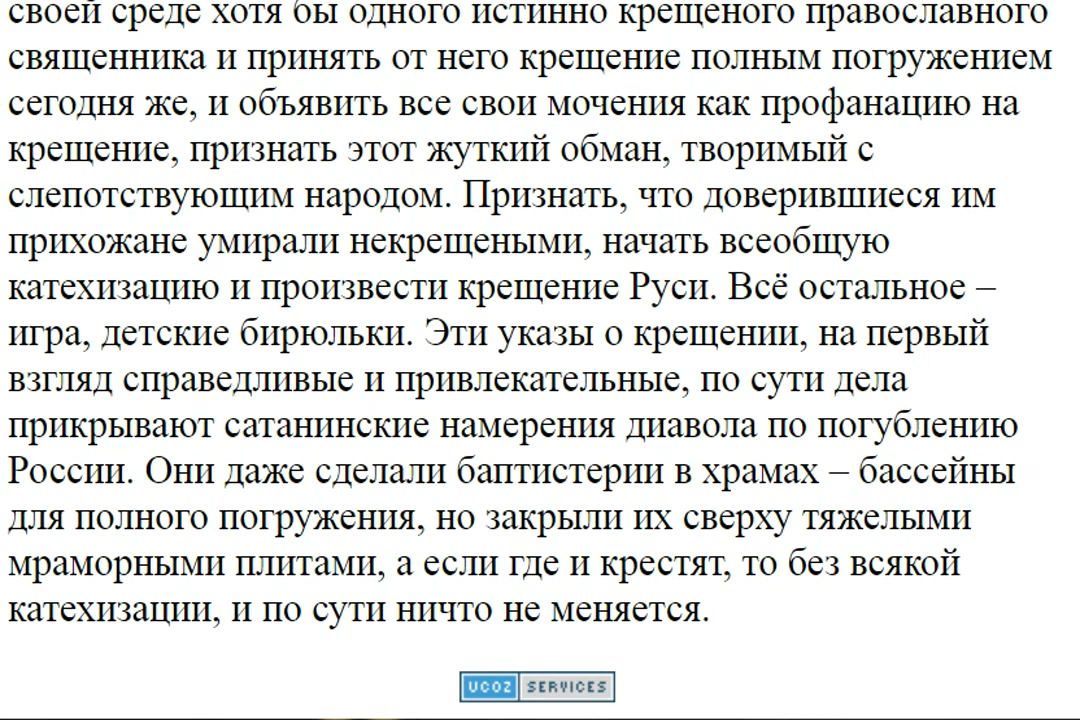 своей среде хотя бы одного истинно крещеного православного
священника и принять от него крещение полным погружением
сегодня же, и объявить все свои мочения как профанацию на
крещение, признать этот жуткий обман, творимый с
слепотствующим народом. Признать, что доверившиеся им
прихожане умирали некрещеными, начать всеобщую
катехизацию и произвести крещение Руси. Всё остальное –
игра, детские бирюльки. Эти указы о крещении, на первый
взгляд справедливые и привлекательные, по сути дела
прикрывают сатанинские намерения диавола по погублению
России. Они даже сделали баптистерии в храмах – бассейны
для полного погружения, но закрыли их сверху тяжелыми
мраморными плитами, а если где и крестят, то без всякой
катехизации, и по сути ничто не меняется.
UCOZ SERVICES